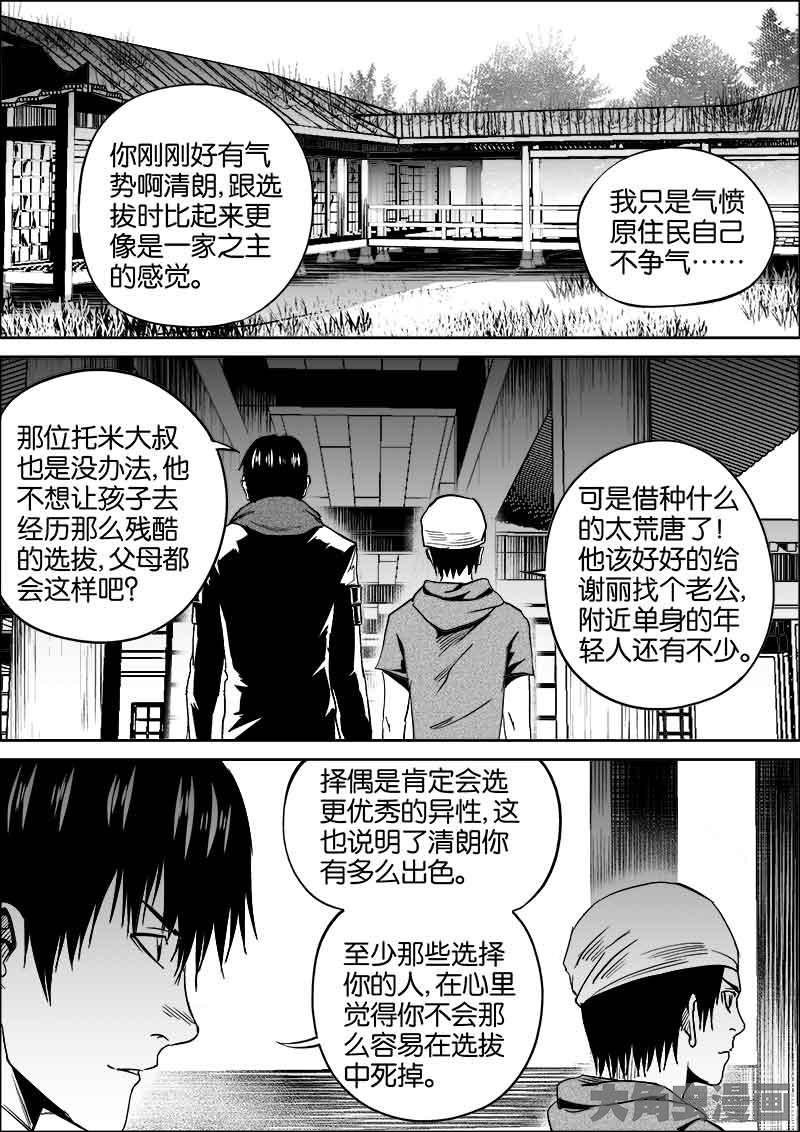 你刚刚好有气
势啊清朗，跟选
拔时比起来更
像是一家之主
的感觉。
我只是气愤
原住民自己
不争气……
那位托米大叔
也是没办法，他
不想让孩子去
经历那么残酷
的选拔，父母都
会这样吧？
可是借种什么
的太荒唐了！
他该好好的给
谢丽找个老公，
附近单身的年
轻人还有不少。
择偶是肯定会选
更优秀的异性，这
也说明了清朗你
有多么出色。
至少那些选择
你的人，在心里
觉得你不会那
么容易在选拔
中死掉。
大角虫漫画